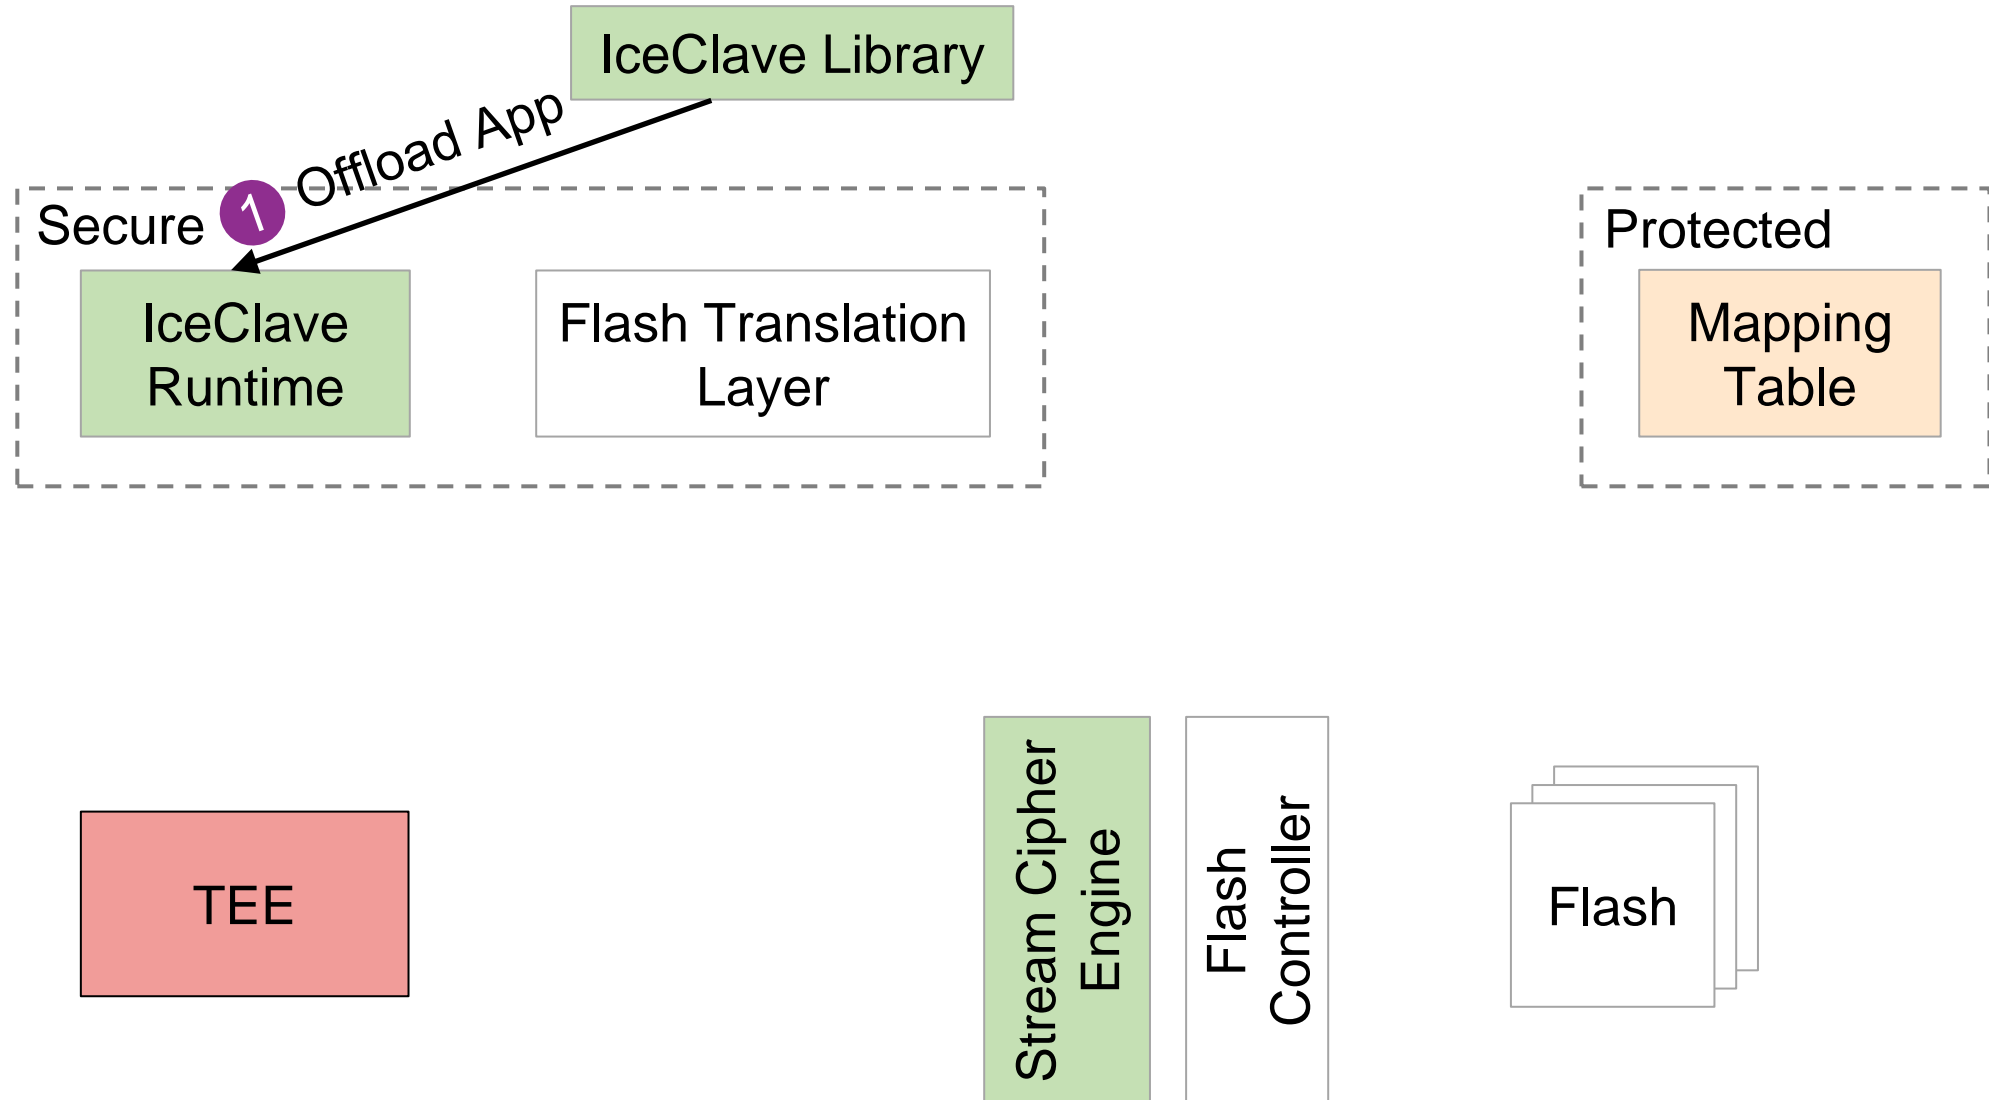 IceClave Library
Offload App
1
Secure
Protected
IceClave
Runtime
Flash Translation
Layer
Mapping
Table
TEE
Stream Cipher
Engine
Flash
Controller
Flash